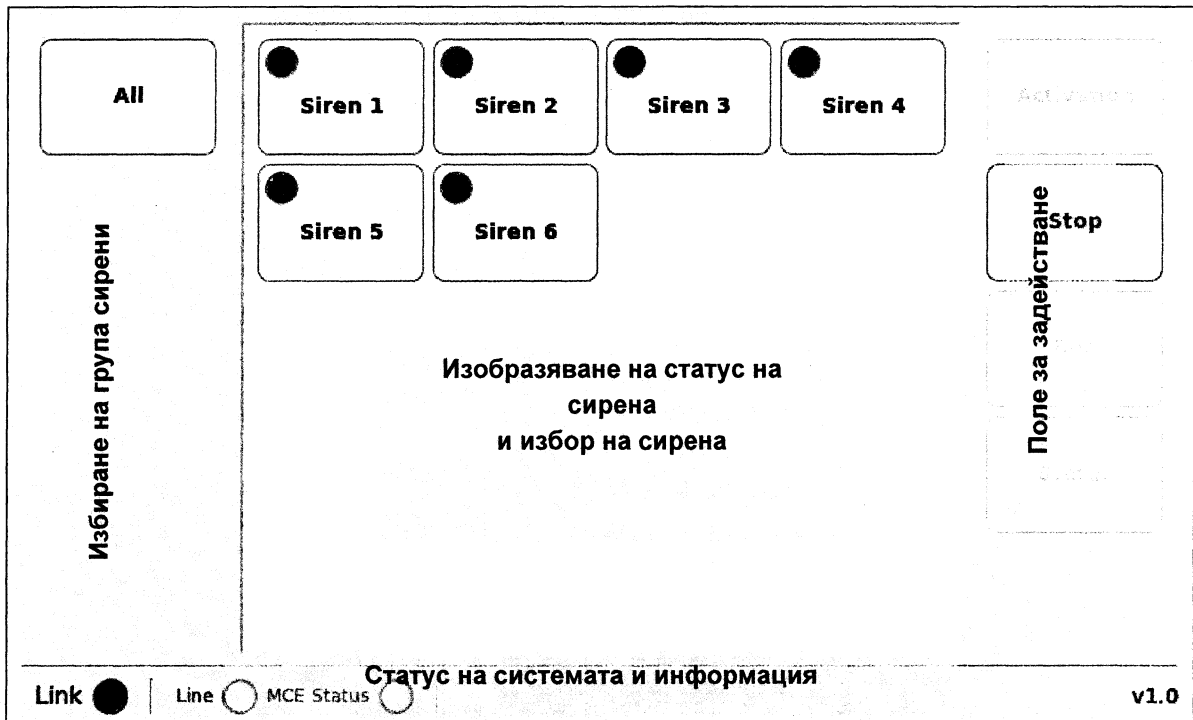 All
Siren 1
Siren 2
Siren 3
Siren 4
Activation
Siren 5
Siren 6
Stop
Избиране на група сирени
Изобразяване на статус на
сирена
и избор на сирена
Поле за задействане
Статус на системата и информация
Link
Line
MCE Status
v1.0